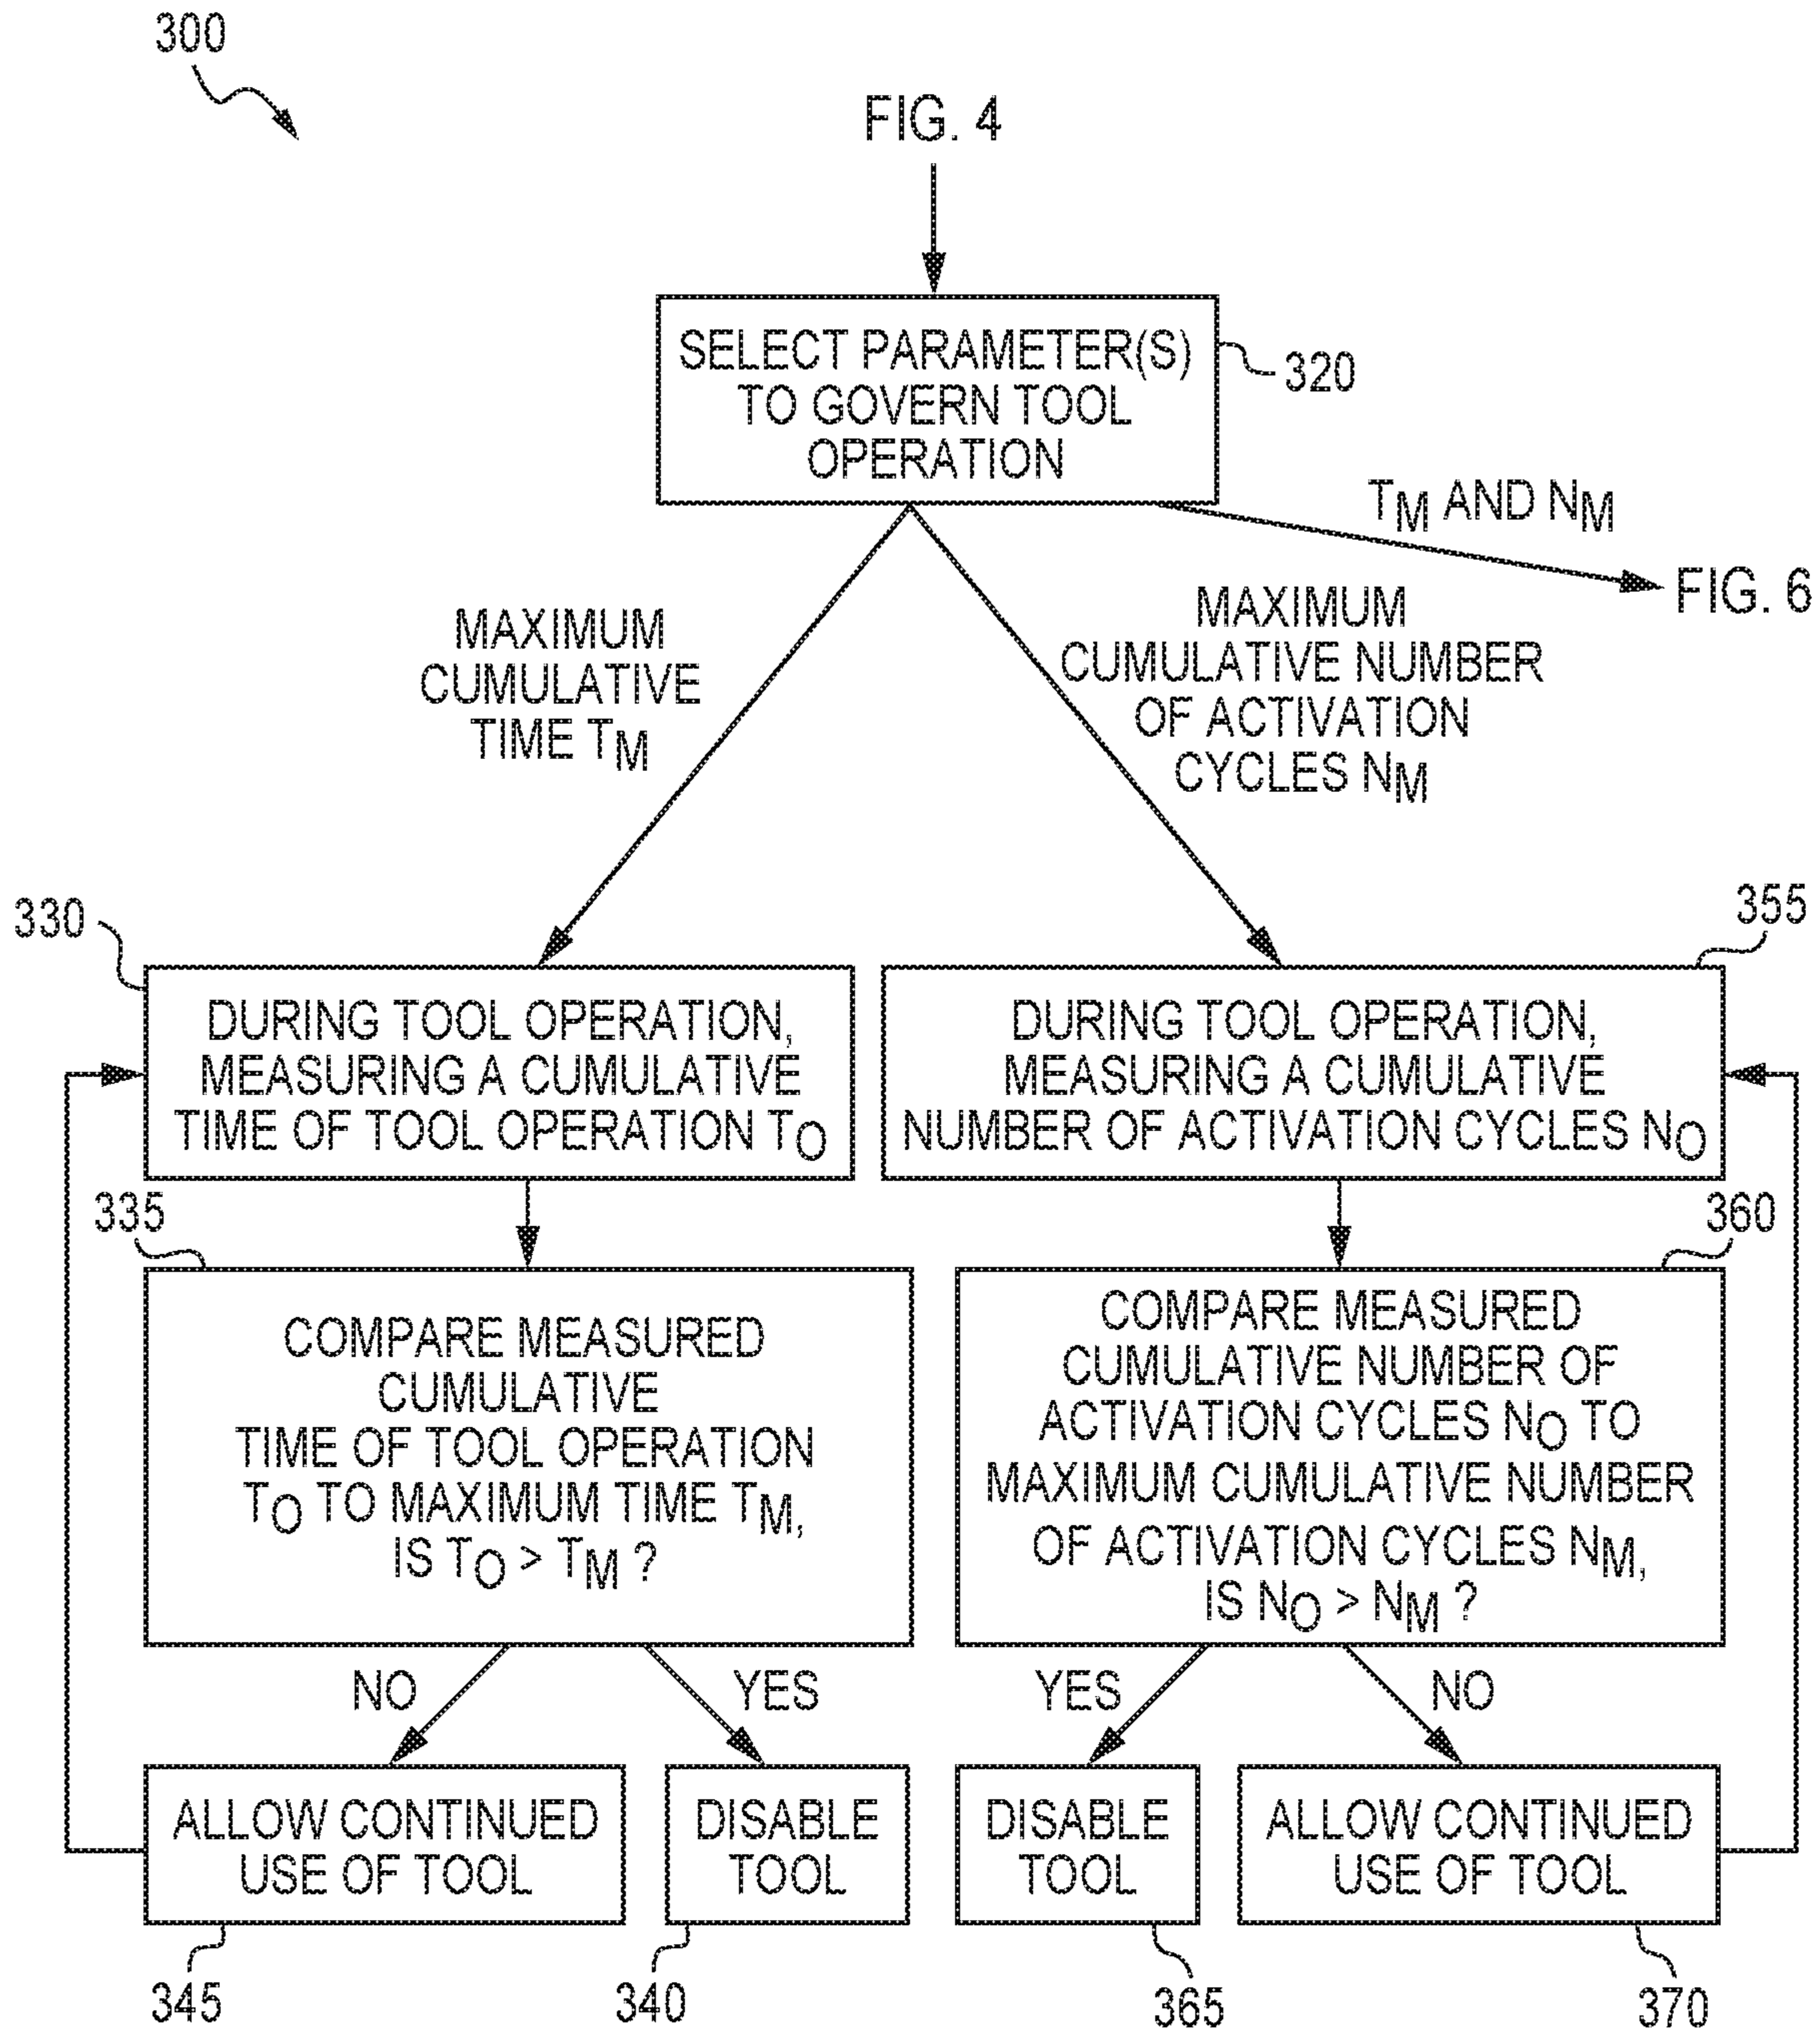 300
FIG. 4
SELECT PARAMETER(S)
TO GOVERN TOOL
OPERATION
320
TM AND NM
FIG. 6
MAXIMUM
CUMULATIVE
TIME TM
MAXIMUM
CUMULATIVE NUMBER
OF ACTIVATION
CYCLES NM
330
DURING TOOL OPERATION,
MEASURING A CUMULATIVE
TIME OF TOOL OPERATION TO
355
DURING TOOL OPERATION,
MEASURING A CUMULATIVE
NUMBER OF ACTIVATION CYCLES NO
335
COMPARE MEASURED
CUMULATIVE
TIME OF TOOL OPERATION
TO TO MAXIMUM TIME TM,
IS TO > TM ?
360
COMPARE MEASURED
CUMULATIVE NUMBER OF
ACTIVATION CYCLES NO TO
MAXIMUM CUMULATIVE NUMBER
OF ACTIVATION CYCLES NM,
IS NO > NM ?
NO
YES
YES
NO
ALLOW CONTINUED
USE OF TOOL
DISABLE
TOOL
DISABLE
TOOL
ALLOW CONTINUED
USE OF TOOL
345
340
365
370